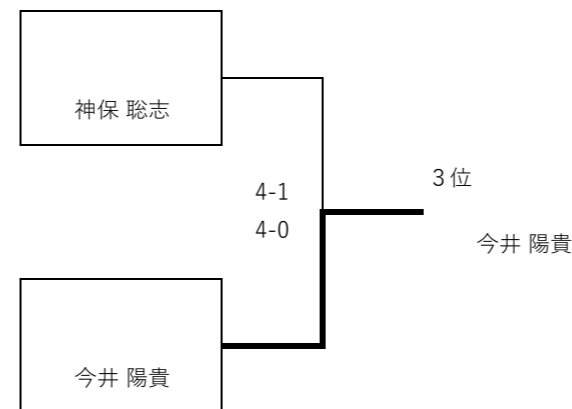 神保 聡志
4-1
4-0
3位
今井 陽貴
今井 陽貴